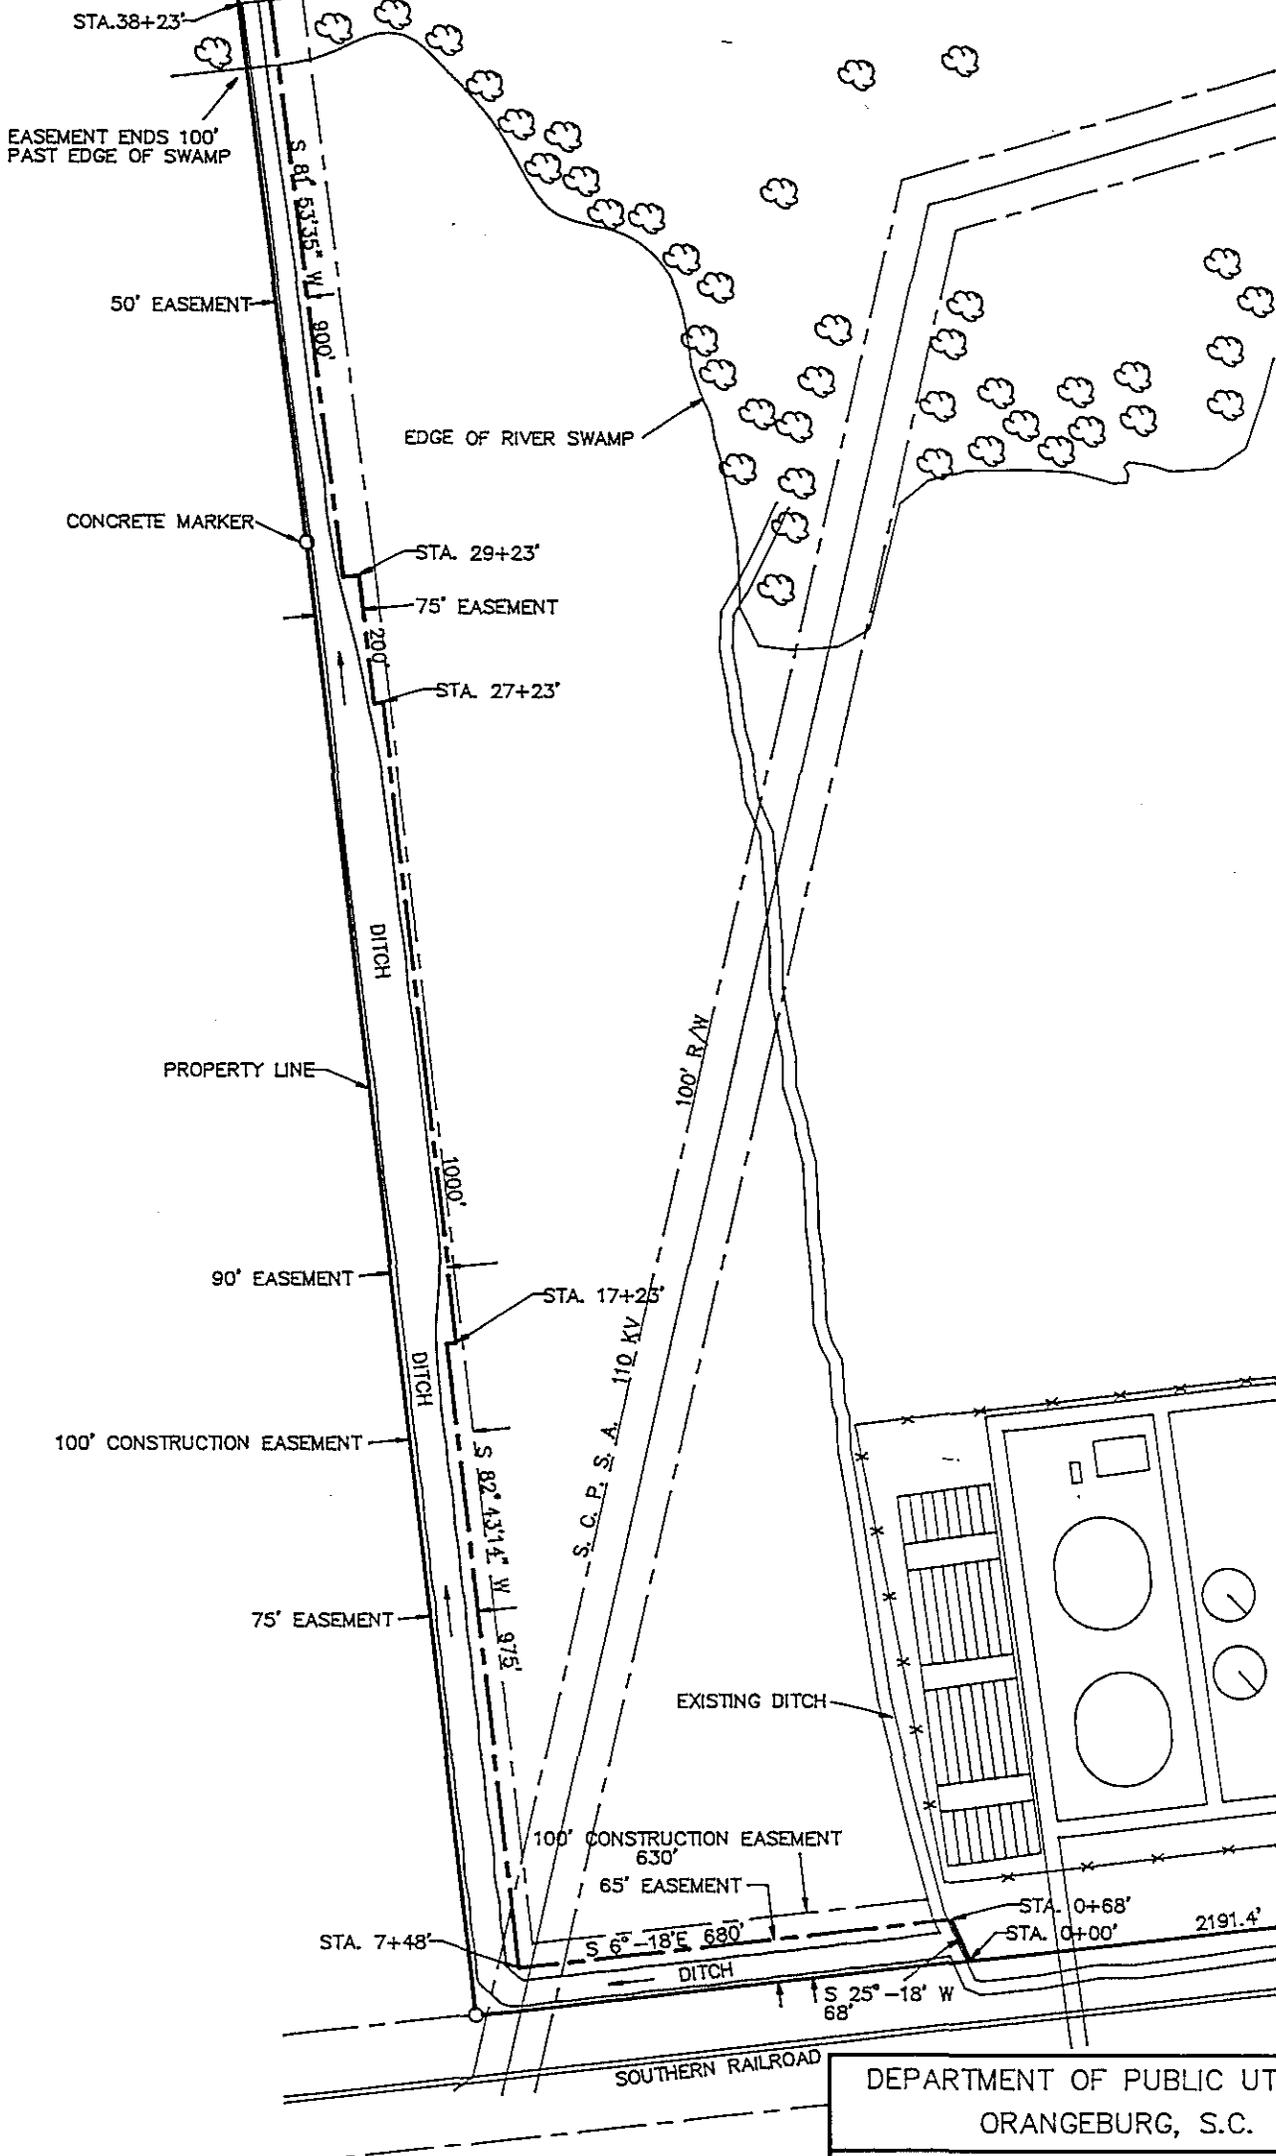 STA.38+23'
EASEMENT ENDS 100'
PAST EDGE OF SWAMP
S 81° 53'35" W
900'
50' EASEMENT
EDGE OF RIVER SWAMP
CONCRETE MARKER
STA. 29+23'
75' EASEMENT
200'
STA. 27+23'
DITCH
100' R/W
PROPERTY LINE
1000'
90' EASEMENT
STA. 17+23'
110 KV
DITCH
S. C. P. S. A.
100' CONSTRUCTION EASEMENT
S 82° 43'14" W
975'
75' EASEMENT
EXISTING DITCH
100' CONSTRUCTION EASEMENT
630'
65' EASEMENT
STA. 0+68'
STA. 0+00'
2191.4'
STA. 7+48'
S 6°-18'E 680'
DITCH
S 25°-18' W
68'
SOUTHERN RAILROAD
DEPARTMENT OF PUBLIC UT
ORANGEBURG, S.C.